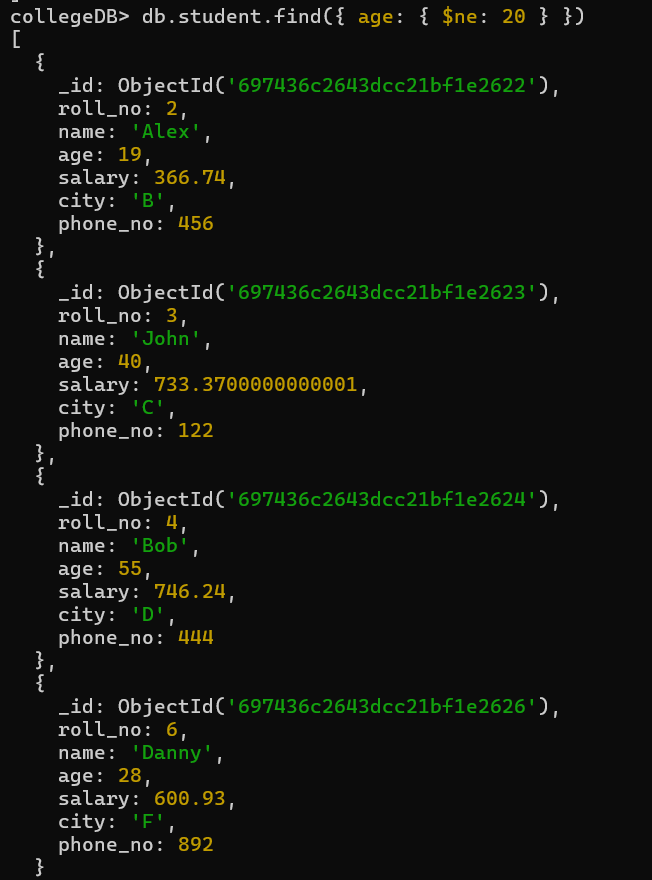 collegeDB> db.student.find({ age: { $ne: 20 } })
[
  {
    _id: ObjectId('697436c2643dcc21bf1e2622'),
    roll_no: 2,
    name: 'Alex',
    age: 19,
    salary: 366.74,
    city: 'B',
    phone_no: 456
  },
  {
    _id: ObjectId('697436c2643dcc21bf1e2623'),
    roll_no: 3,
    name: 'John',
    age: 40,
    salary: 733.3700000000001,
    city: 'C',
    phone_no: 122
  },
  {
    _id: ObjectId('697436c2643dcc21bf1e2624'),
    roll_no: 4,
    name: 'Bob',
    age: 55,
    salary: 746.24,
    city: 'D',
    phone_no: 444
  },
  {
    _id: ObjectId('697436c2643dcc21bf1e2626'),
    roll_no: 6,
    name: 'Danny',
    age: 28,
    salary: 600.93,
    city: 'F',
    phone_no: 892
  }